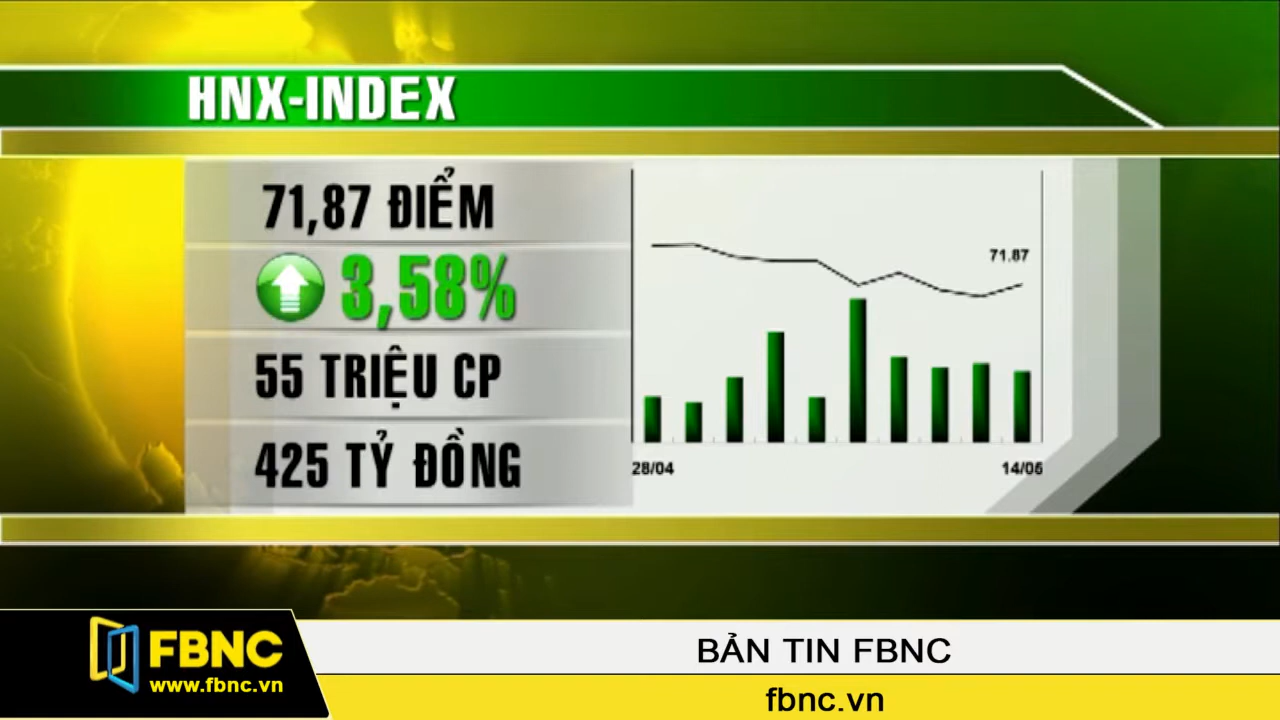 HNX-INDEX
71,87 ĐIỂM
3,58%
55 TRIỆU CP
425 TỶ ĐỒNG
71.87
28/04
14/05
FBNC
www.fbnc.vn
BẢN TIN FBNC
fbnc.vn